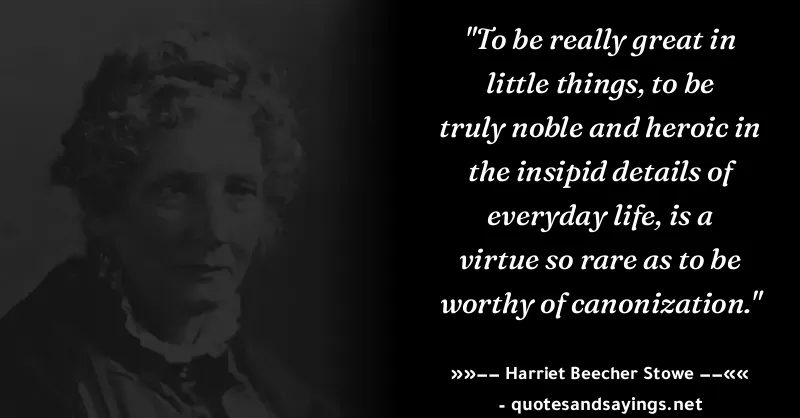 "To be really great in
little things, to be
truly noble and heroic in
the insipid details of
everyday life, is a
virtue so rare as to be
worthy of canonization."
»»−− Harriet Beecher Stowe −−««
- quotesandsayings.net